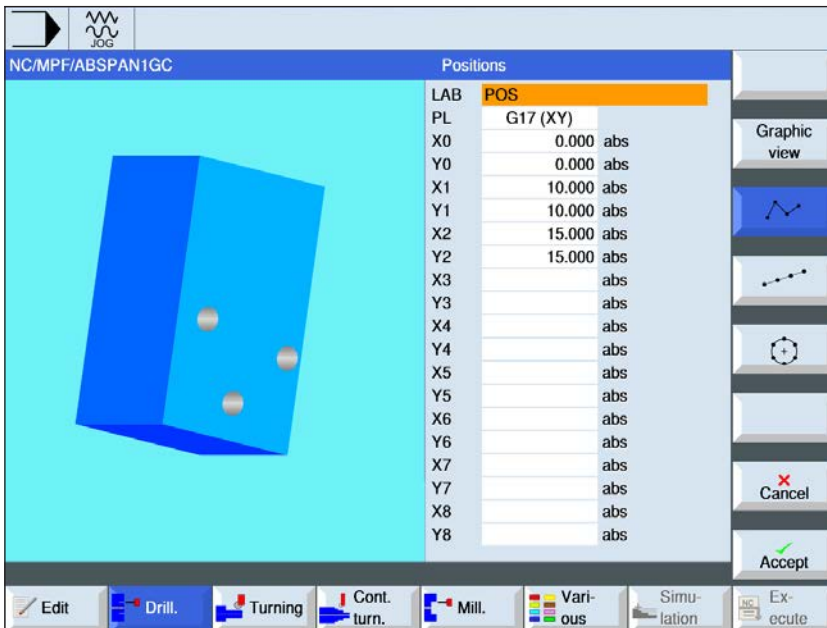 JOG
NC/MPF/ABSPAN1GC
Positions
LAB POS
PL G17 (XY)
X0 0.000 abs
Y0 0.000 abs
X1 10.000 abs
Y1 10.000 abs
X2 15.000 abs
Y2 15.000 abs
X3 abs
Y3 abs
X4 abs
Y4 abs
X5 abs
Y5 abs
X6 abs
Y6 abs
X7 abs
Y7 abs
X8 abs
Y8 abs
Graphic
view
Cancel
Accept
Edit
Drill.
Turning
Cont.
turn.
Mill.
Vari-
ous
Simu-
lation
NC
Ex-
ecute